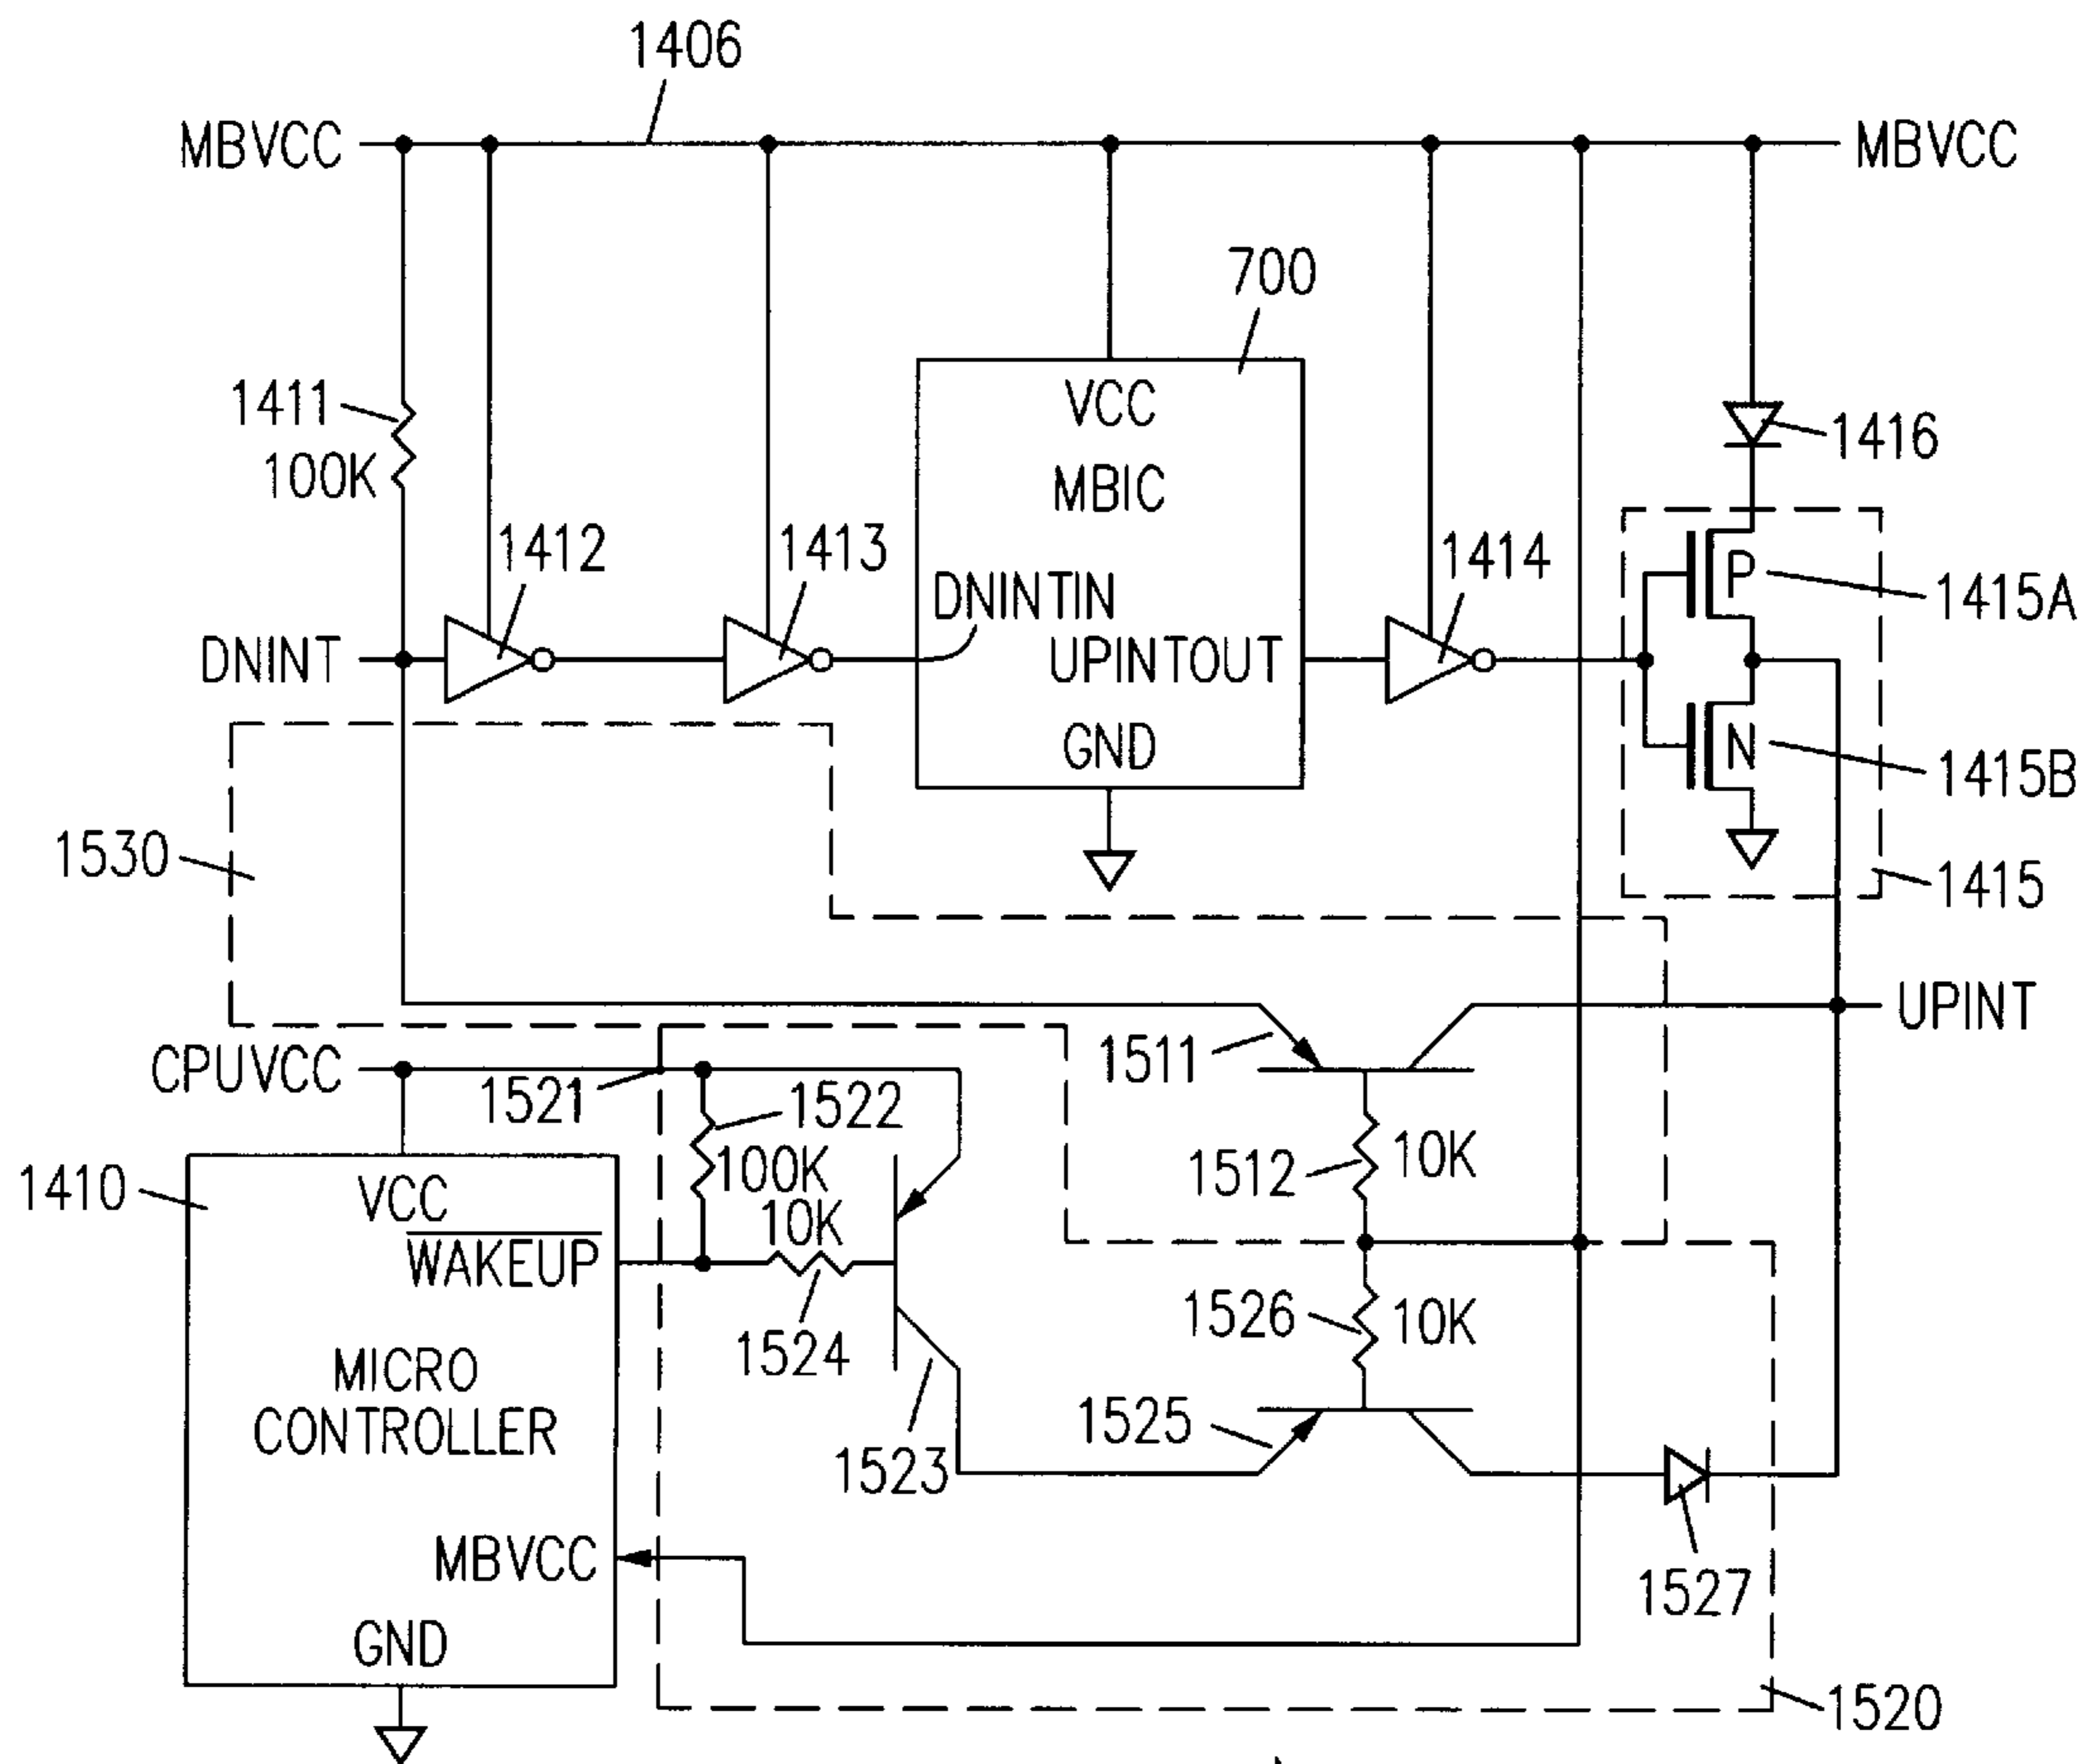 1406
MBVCC
MBVCC
700
1411
100K
VCC
MBIC
1416
1412
1413
1414
DNINTIN
P
1415A
DNINT
UPINTOUT
GND
N
1415B
1530
1415
UPINT
CPUVCC
1521
1522
1511
100K
1410
VCC
10K
1512
10K
WAKEUP
1524
1526
10K
MICRO
CONTROLLER
1525
1523
MBVCC
1527
GND
1520